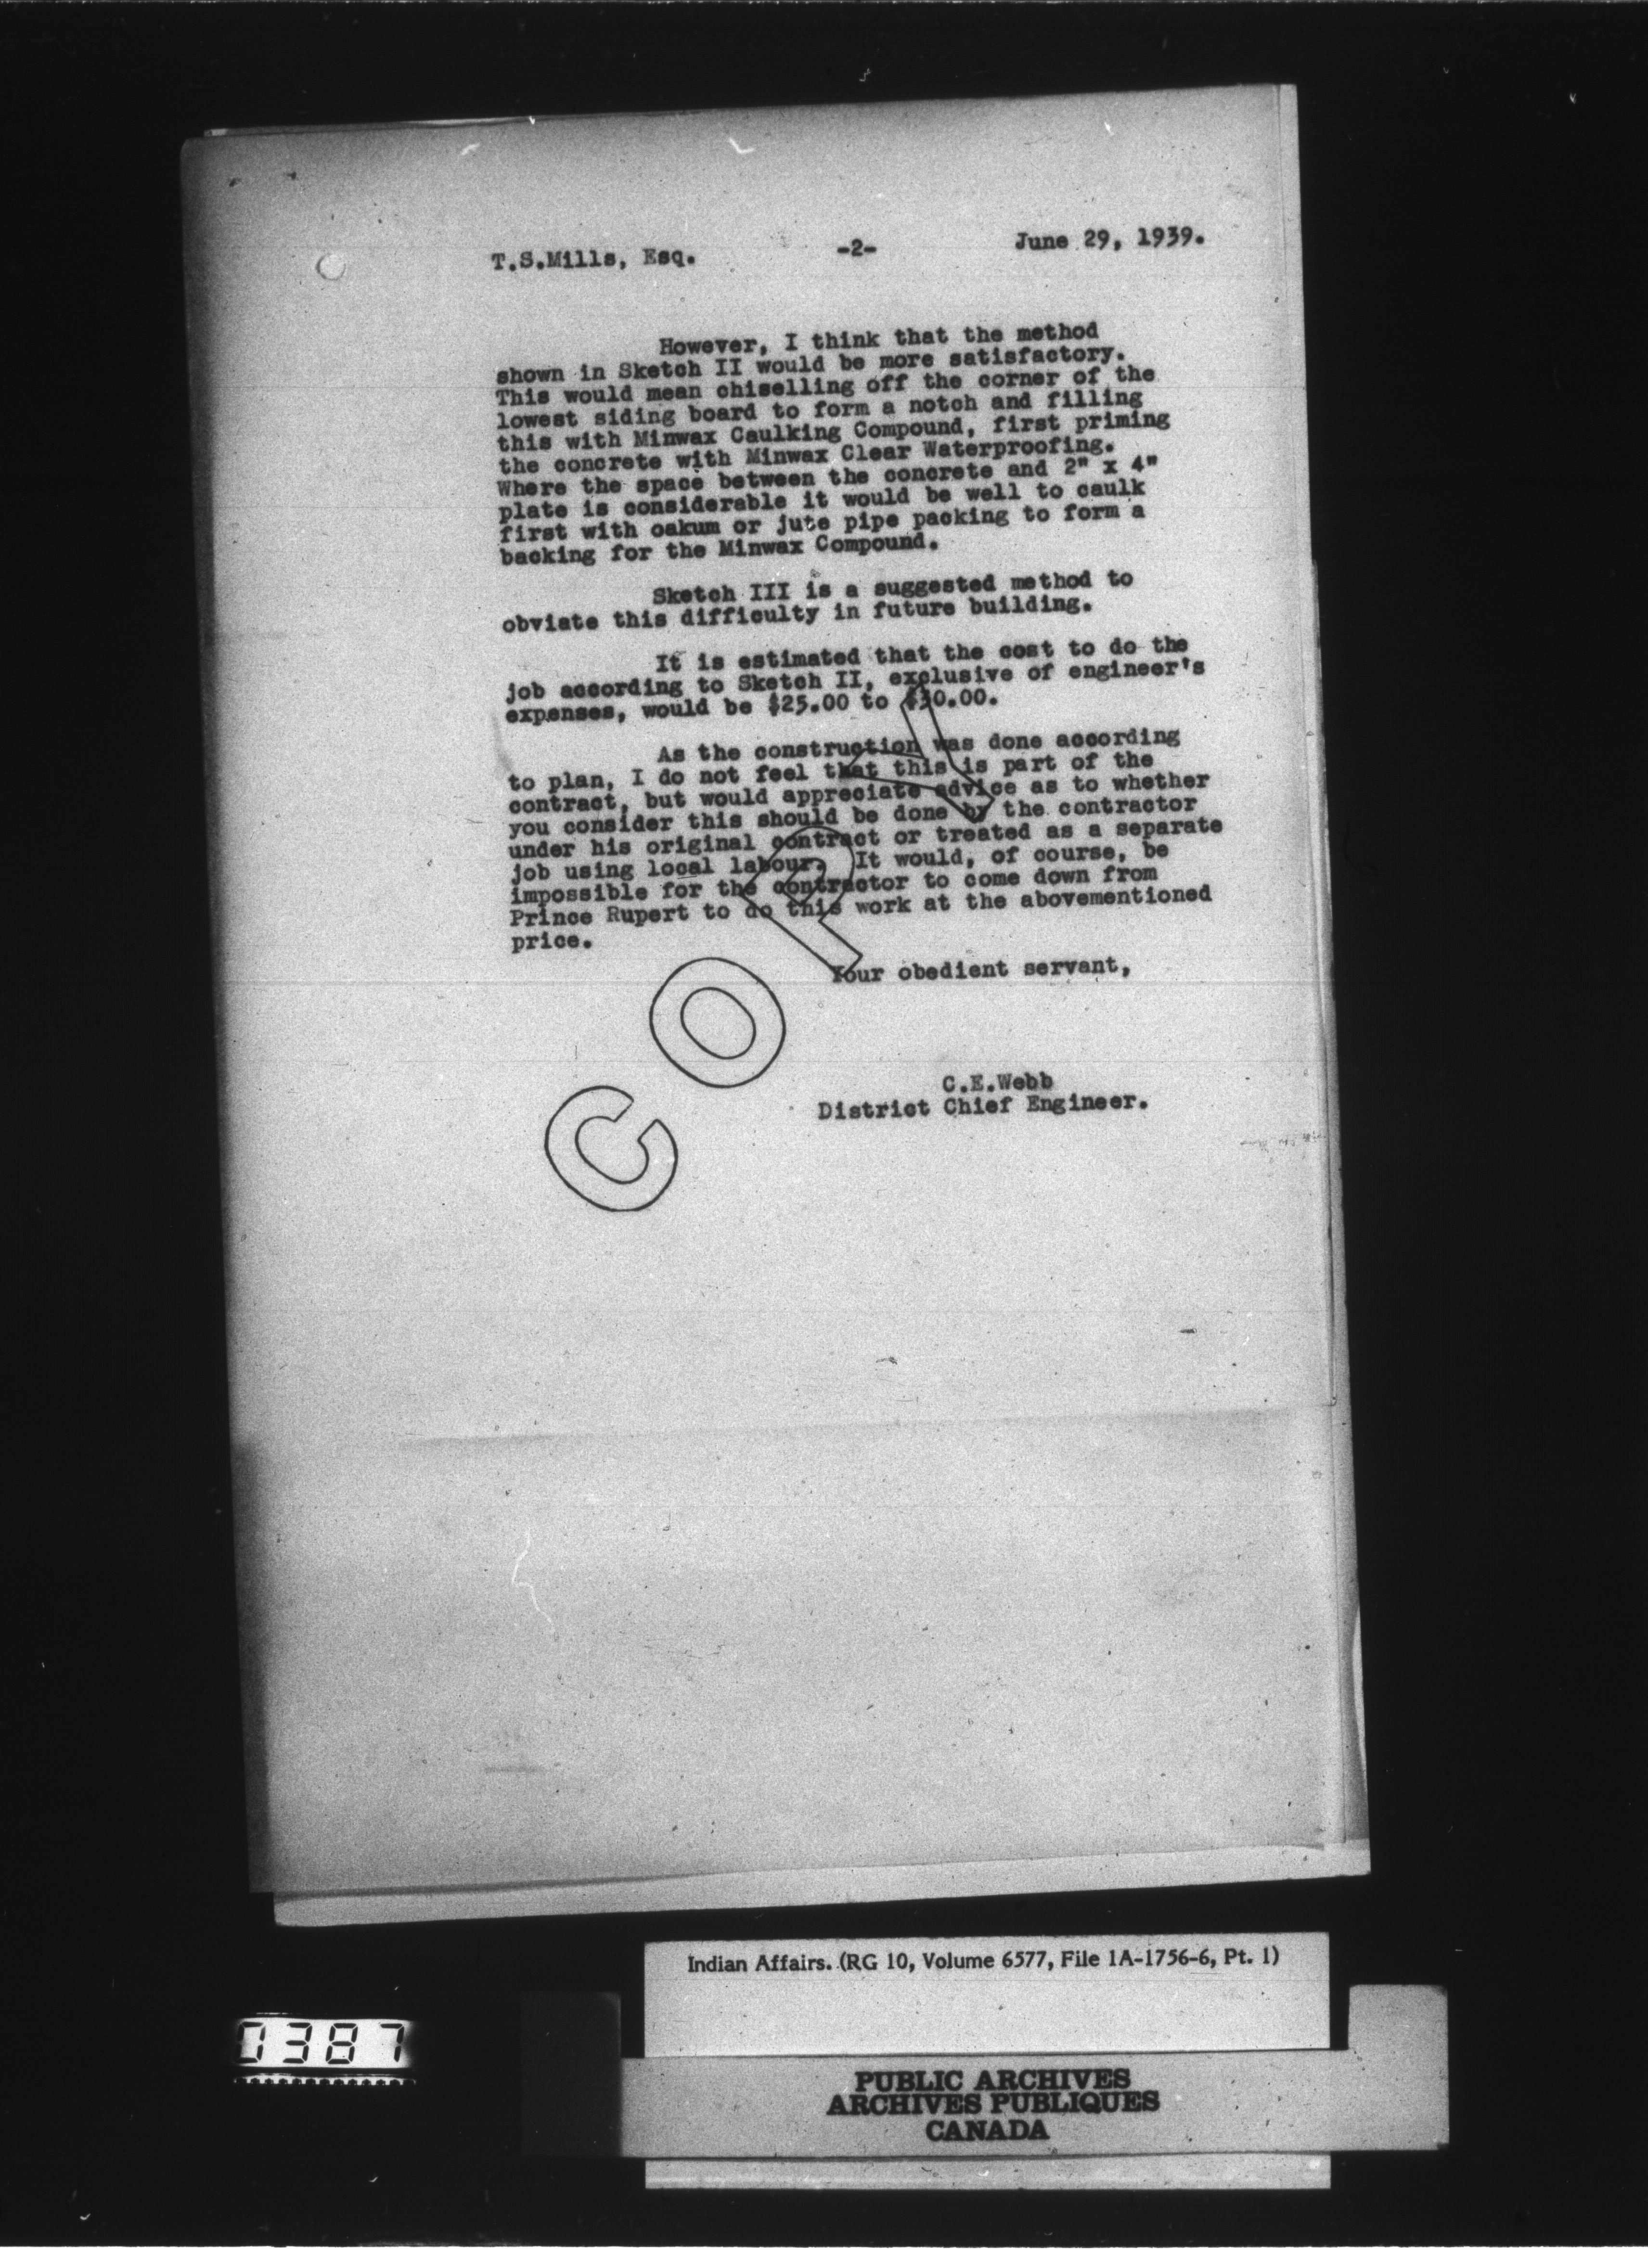 T.S.Mills, Esq. -2- June 29, 1939.
However, I think that the method
shown in Sketch II would be more satisfactory.
This would mean chiselling off the corner of the
lowest siding board to form a notch and filling
this with Minwax Caulking Compound, first priming
the concrete with Minwax Clear Waterproofing.
Where the space between the concrete and 2" x 4"
plate is considerable it would be well to caulk
first with oakum or jute pipe packing to form a
backing for the Minwax Compound.
Sketch III is a suggested method to
obviate this difficulty in future building.
It is estimated that the cost to do the
job according to Sketch II, exclusive of engineer's
expenses, would be $25.00 to $30.00.
As the construction was done according
to plan, I do not feel that this is part of the
contract, but would appreciate advice as to whether
you consider this should be done by the contractor
under his original contract or treated as a separate
job using local labour. It would, of course, be
impossible for the contractor to come down from
Prince Rupert to do this work at the abovementioned
price.
Your obedient servant,
C.E.Webb
District Chief Engineer.
COPY
Indian Affairs. (RG 10, Volume 6577, File 1A-1756-6, Pt. 1)
0387
PUBLIC ARCHIVES
ARCHIVES PUBLIQUES
CANADA